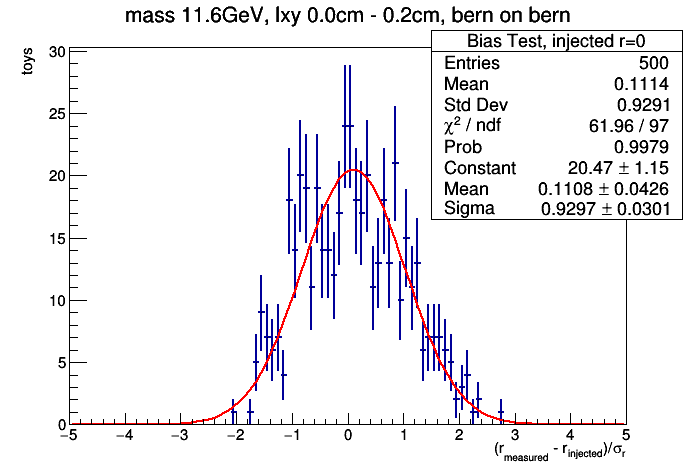 mass 11.6GeV, lxy 0.0cm - 0.2cm, bern on bern
Bias Test, injected r=0
Entries 500
Mean 0.1114
Std Dev 0.9291
χ² / ndf 61.96 / 97
Prob 0.9979
Constant 20.47 ± 1.15
Mean 0.1108 ± 0.0426
Sigma 0.9297 ± 0.0301
toys
30
25
20
15
10
5
0
−5 −4 −3 −2 −1 0 1 2 3 4 5
(r_measured - r_injected)/σ_r